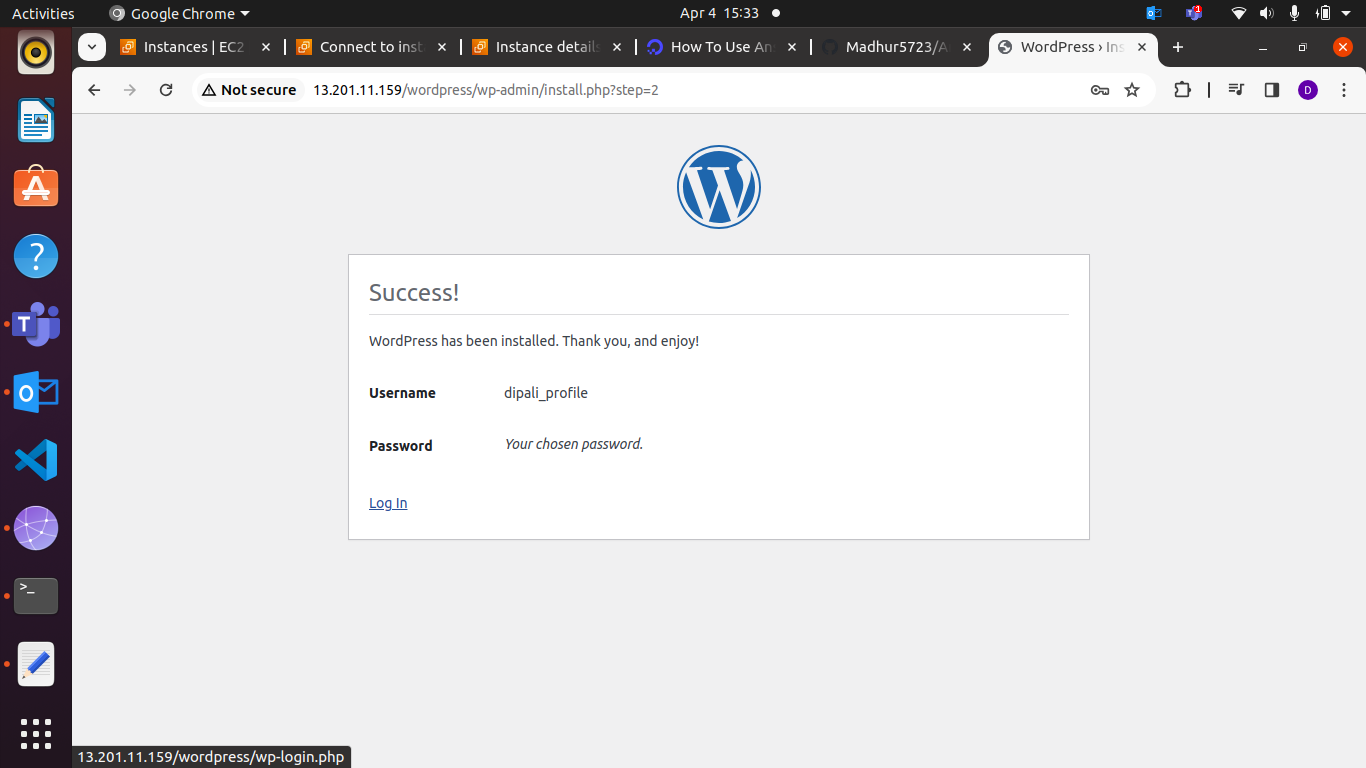 Activities Google Chrome Apr 4 15:33 1
Instances | EC2 Connect to inst Instance details How To Use An Madhur5723/A WordPress › Ins
Not secure 13.201.11.159/wordpress/wp-admin/install.php?step=2 D
W
Success!
WordPress has been installed. Thank you, and enjoy!
Username dipali_profile
Password Your chosen password.
Log In
13.201.11.159/wordpress/wp-login.php